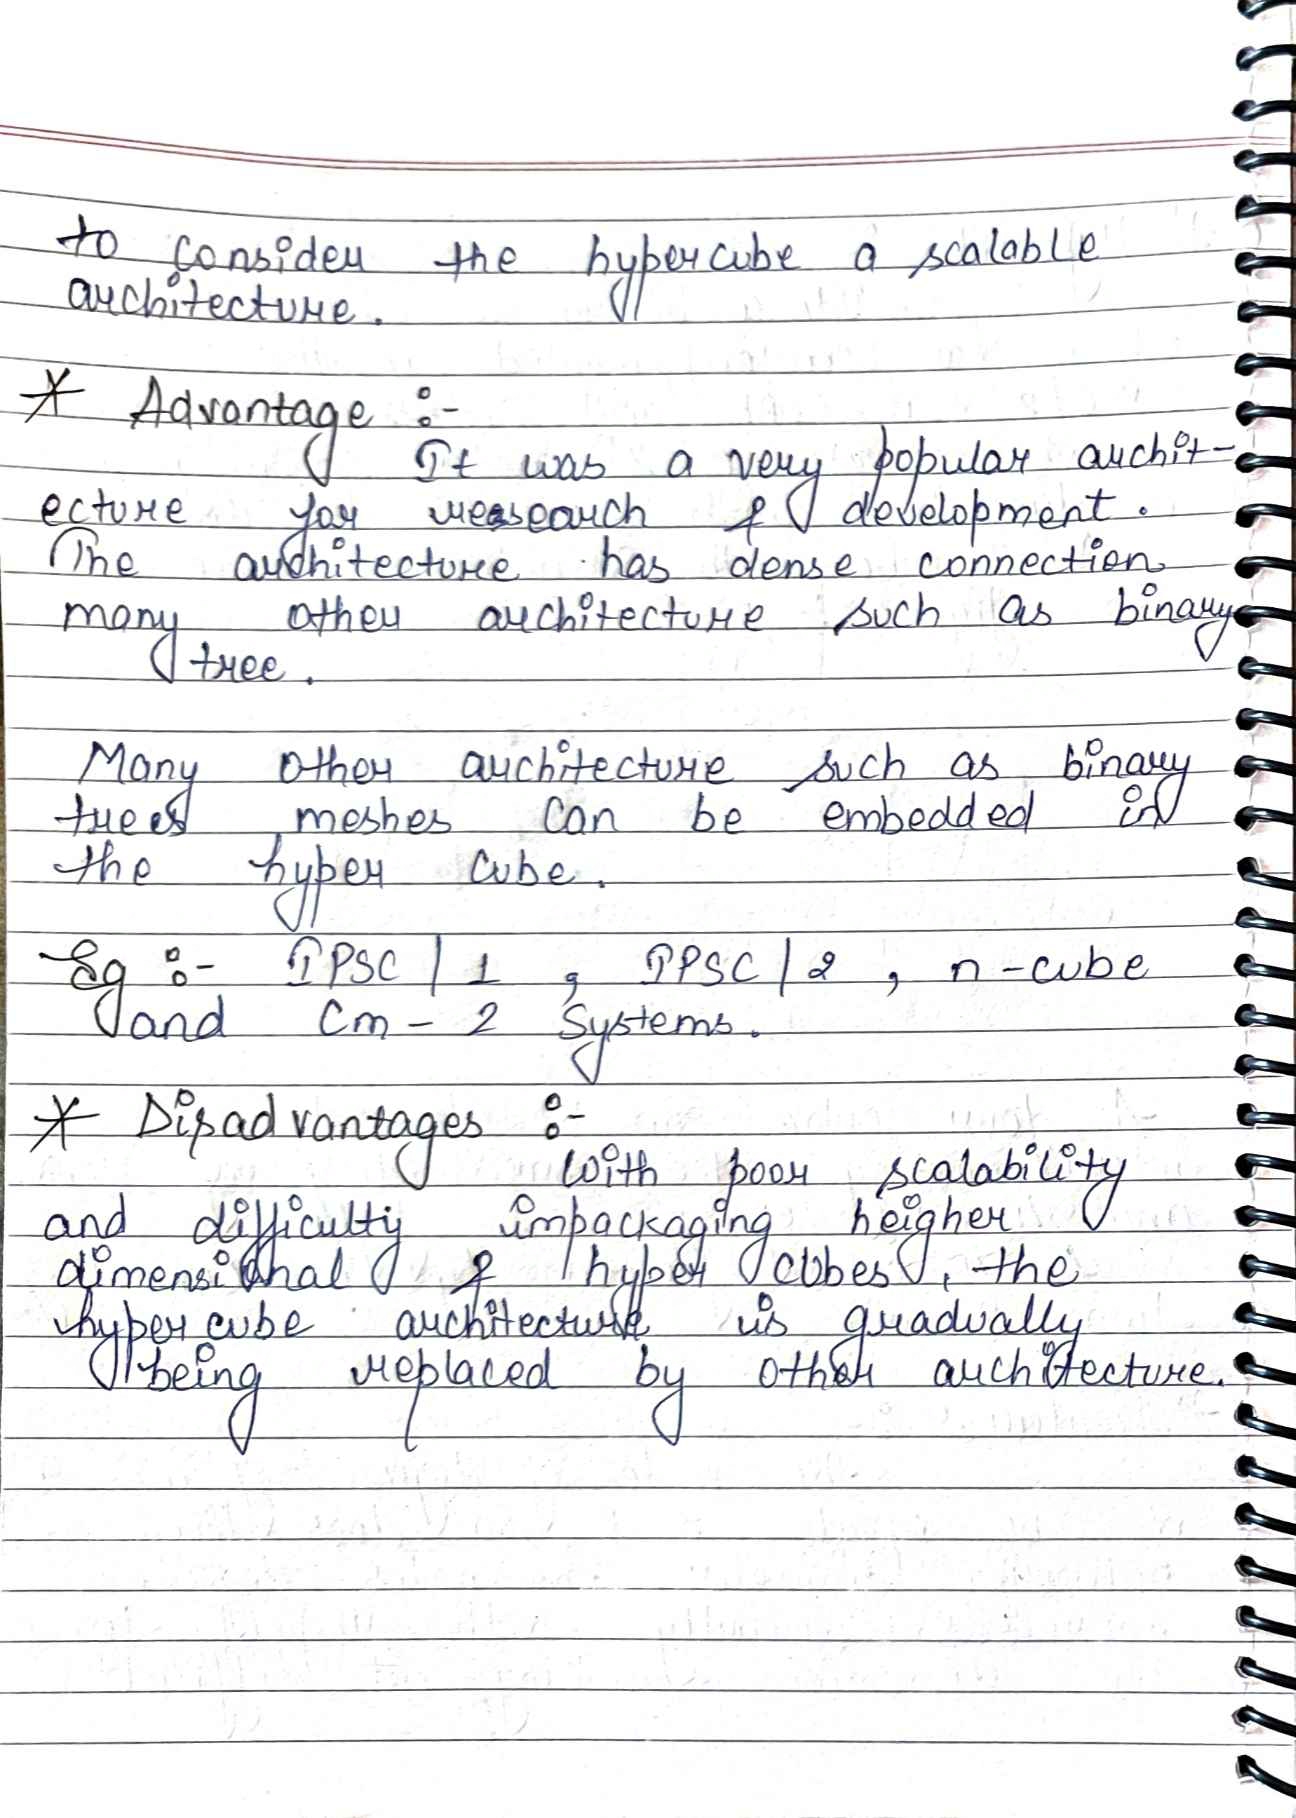 to consider the hypercube a scalable
architecture.
* Advantage :-
It was a very popular archit-
ecture for research & development.
The architecture has dense connection
many other architecture such as binary
tree.
Many other architecture such as binary
trees meshes can be embedded in
the hyper cube.
Eg :- IPSC/1, IPSC/2, n-cube
and Cm-2 Systems.
* Disadvantages :-
With poor scalability
and difficulty impackaging heigher
dimensional & hyper cubes, the
hyper cube architecture is gradually
being replaced by other architecture.